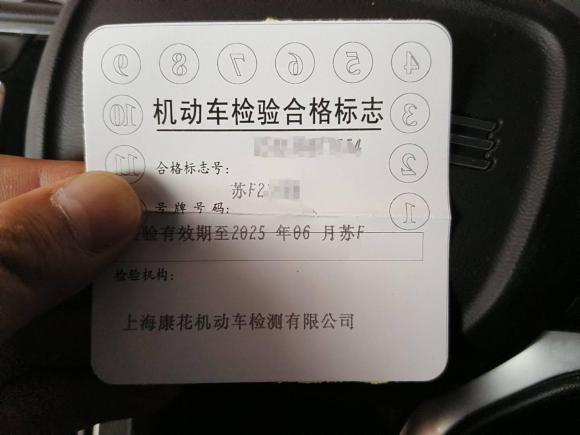 9 8 7 6 5 4
10 机动车检验合格标志 3
11 合格标志号: 2
苏F2
号牌号码: 1
验有效期至2025 年06 月苏F
检验机构:
上海康花机动车检测有限公司